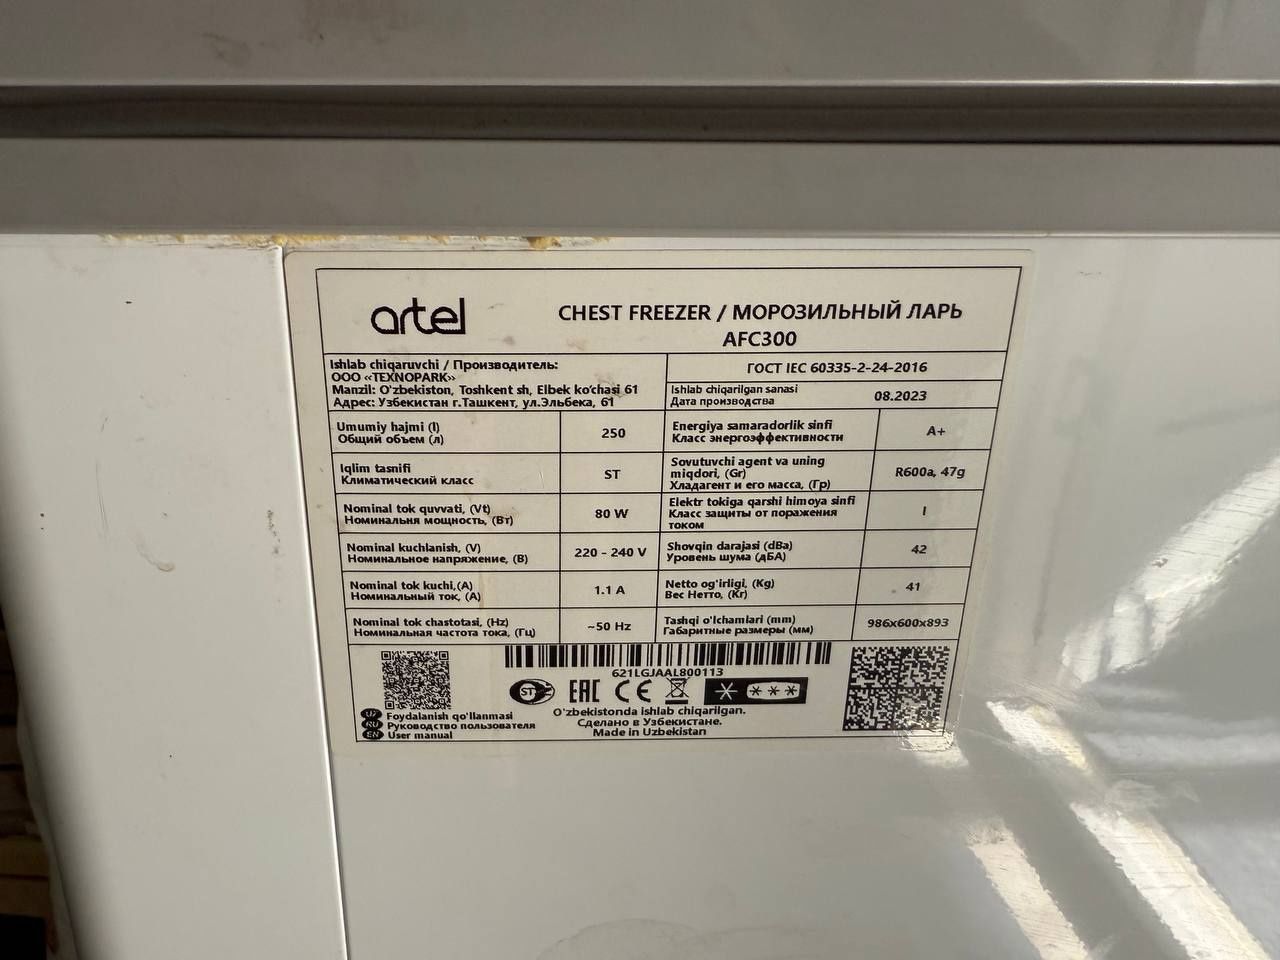 artel
CHEST FREEZER / МОРОЗИЛЬНЫЙ ЛАРЬ
AFC300
Ishlab chiqaruvchi / Производитель:
ООО «TEXNOPARK»
Manzil: O'zbekiston, Toshkent sh, Elbek ko'chasi 61
Адрес: Узбекистан г.Ташкент, ул.Эльбека, 61
ГОСТ IEC 60335-2-24-2016
Ishlab chiqarilgan sanasi
Дата производства
08.2023
Umumiy hajmi (l)
Общий объем (л)
250
Energiya samaradorlik sinfi
Класс энергоэффективности
A+
Iqlim tasnifi
Климатический класс
ST
Sovutuvchi agent va uning
miqdori, (Gr)
Хладагент и его масса, (Гр)
R600a, 47g
Nominal tok quvvati, (Vt)
Номинальня мощность, (Вт)
80 W
Elektr tokiga qarshi himoya sinfi
Класс защиты от поражения
током
I
Nominal kuchlanish, (V)
Номинальное напряжение, (В)
220 - 240 V
Shovqin darajasi (dBa)
Уровень шума (дБА)
42
Nominal tok kuchi,(A)
Номинальный ток, (А)
1.1 A
Netto og'irligi, (Kg)
Вес Нетто, (Кг)
41
Nominal tok chastotasi, (Hz)
Номинальная частота тока, (Гц)
~50 Hz
Tashqi o'lchamlari (mm)
Габаритные размеры (мм)
986x600x893
621LGJAAL800113
ST
EAC CE
UZ Foydalanish qo'llanmasi
RU Руководство пользователя
EN User manual
O'zbekistonda ishlab chiqarilgan.
Сделано в Узбекистане.
Made in Uzbekistan